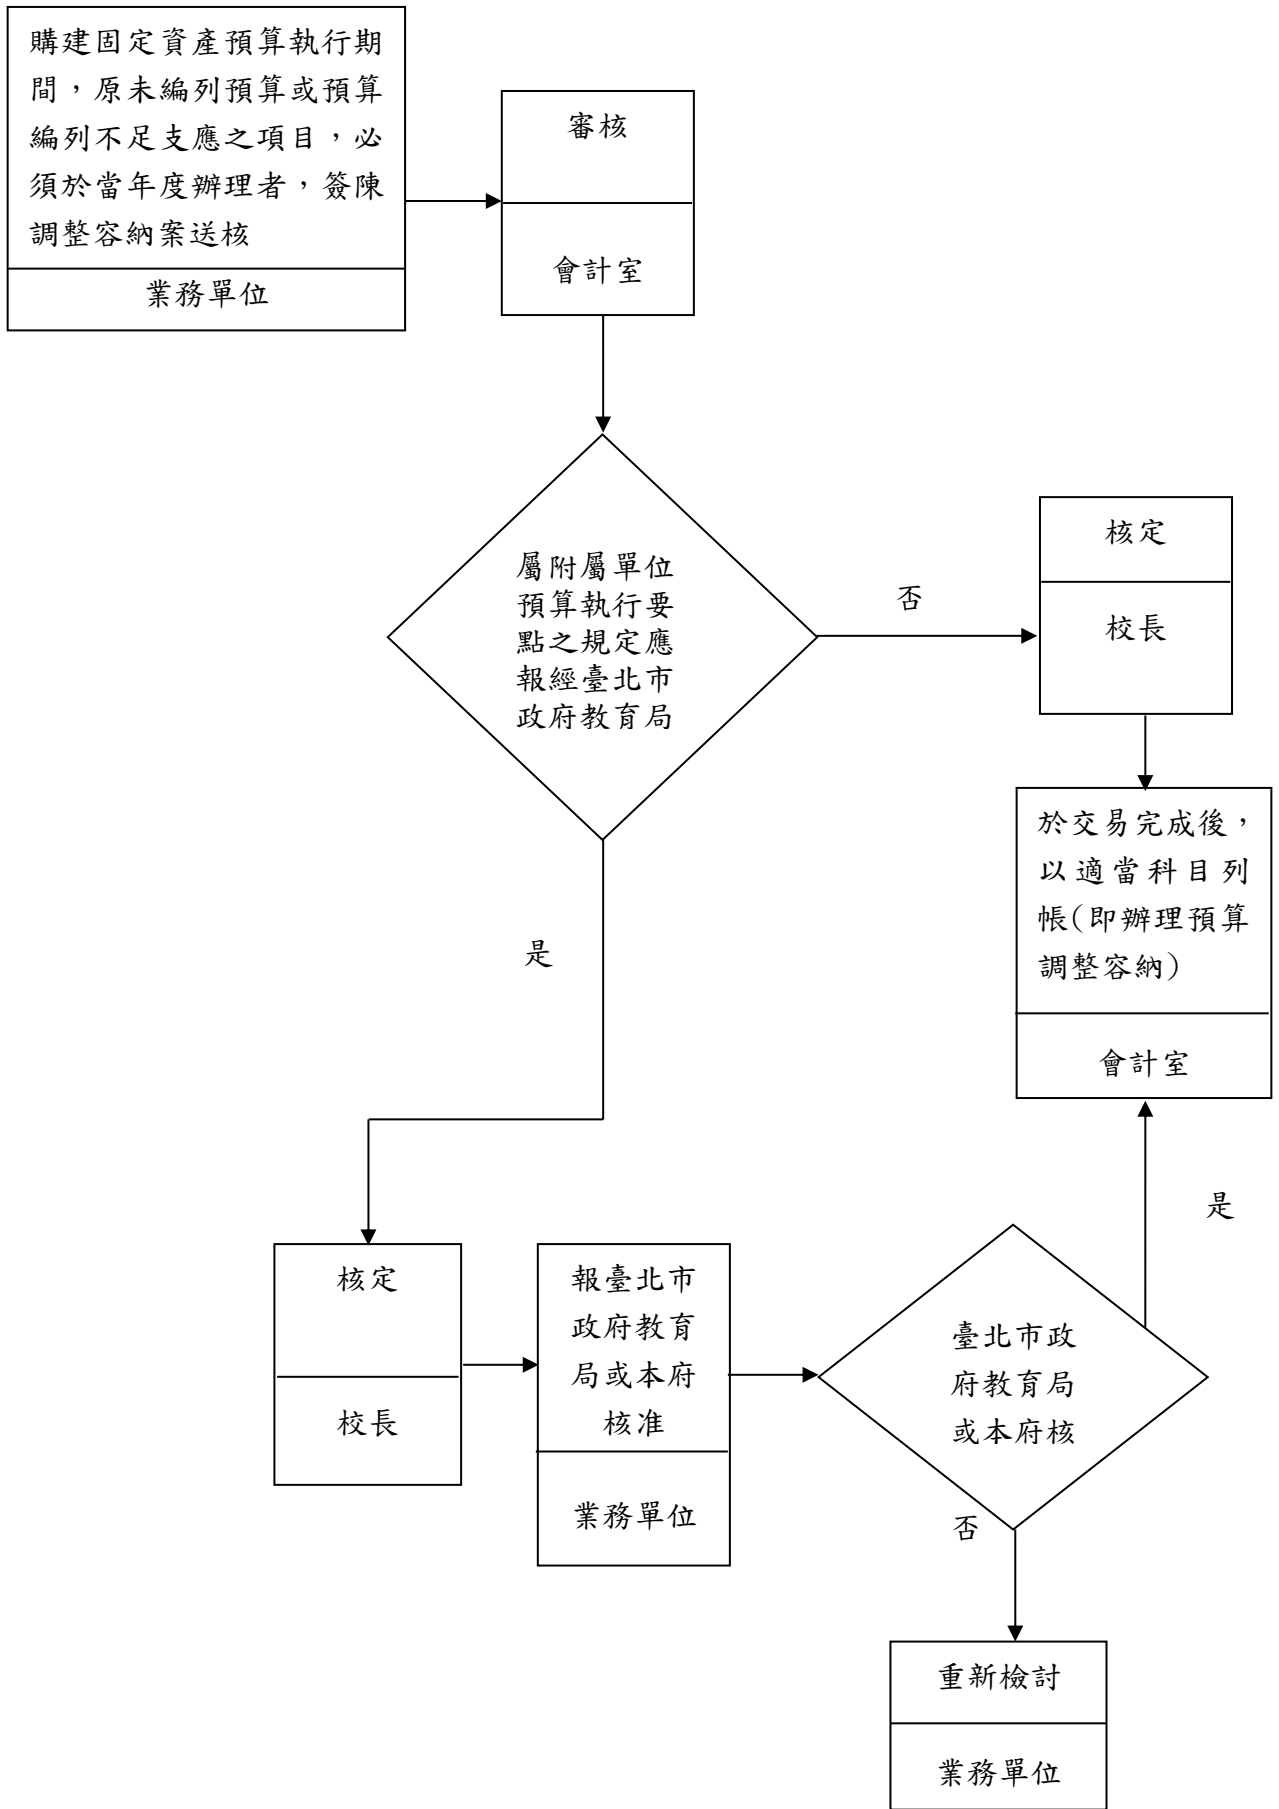 購建固定資產預算執行期
間，原未編列預算或預算
編列不足支應之項目，必
須於當年度辦理者，簽陳
調整容納案送核
業務單位
審核
會計室
屬附屬單位
預算執行要
點之規定應
報經臺北市
政府教育局
否
核定
校長
於交易完成後，
以適當科目列
帳(即辦理預算
調整容納)
會計室
是
核定
校長
報臺北市
政府教育
局或本府
核准
業務單位
臺北市政
府教育局
或本府核
是
否
重新檢討
業務單位